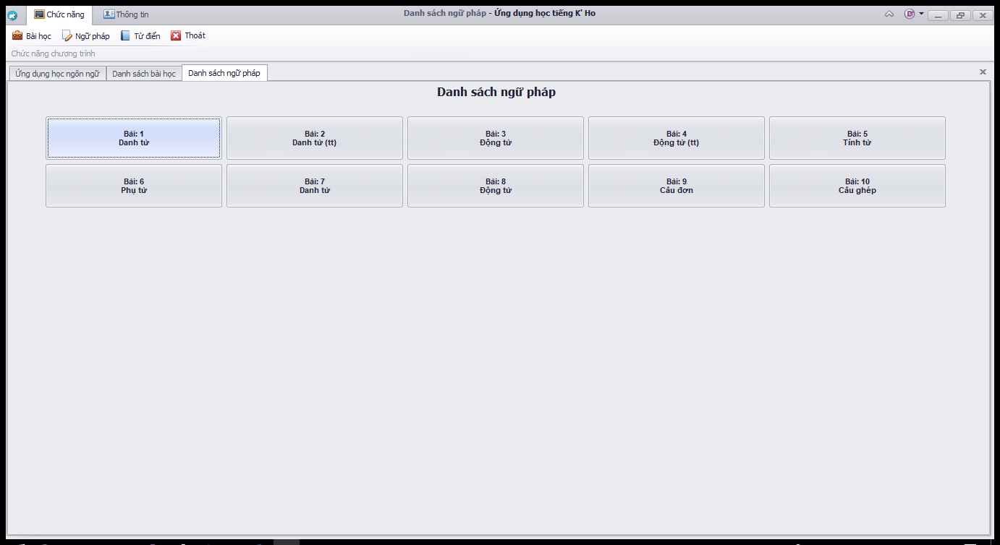 Chức năng
Thông tin
Danh sách ngữ pháp - Ứng dụng học tiếng K' Ho
Bài học
Ngữ pháp
Từ điển
Thoát
Chức năng chương trình
Ứng dụng học ngôn ngữ
Danh sách bài học
Danh sách ngữ pháp
Danh sách ngữ pháp
Bài: 1
Danh từ
Bài: 2
Danh từ (tt)
Bài: 3
Động từ
Bài: 4
Động từ (tt)
Bài: 5
Tính từ
Bài: 6
Phụ từ
Bài: 7
Danh từ
Bài: 8
Động từ
Bài: 9
Câu đơn
Bài: 10
Câu ghép